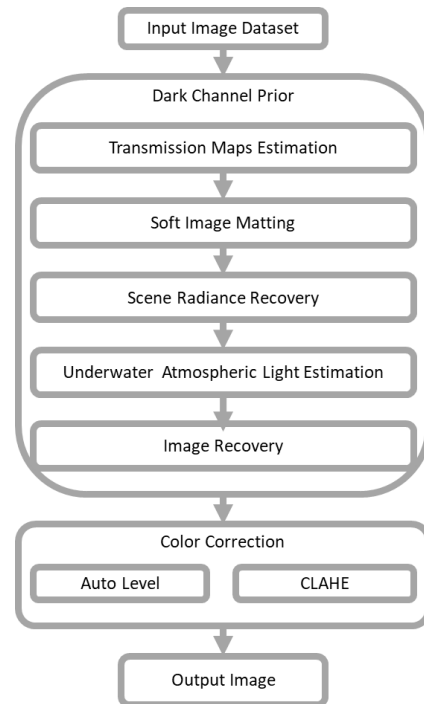 Input Image Dataset
Dark Channel Prior
Transmission Maps Estimation
Soft Image Matting
Scene Radiance Recovery
Underwater Atmospheric Light Estimation
Image Recovery
Color Correction
Auto Level
CLAHE
Output Image